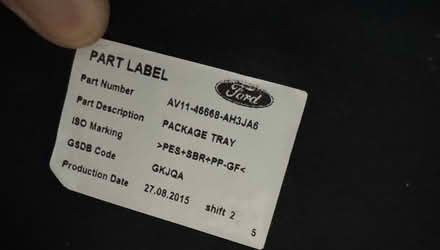 PART LABEL
Ford
Part Number AV11-46668-AH3JA6
Part Description PACKAGE TRAY
ISO Marking >PES+SBR+PP-GF<
GSDB Code GKJQA
Production Date 27.08.2015 shift 2
5